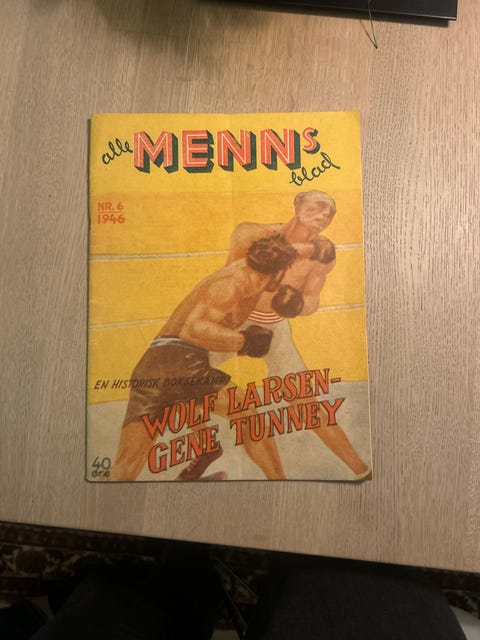 alle MENNs
blad
NR. 6
1946
EN HISTORISK BOKSEKAMP
WOLF LARSEN-
GENE TUNNEY
40
øre